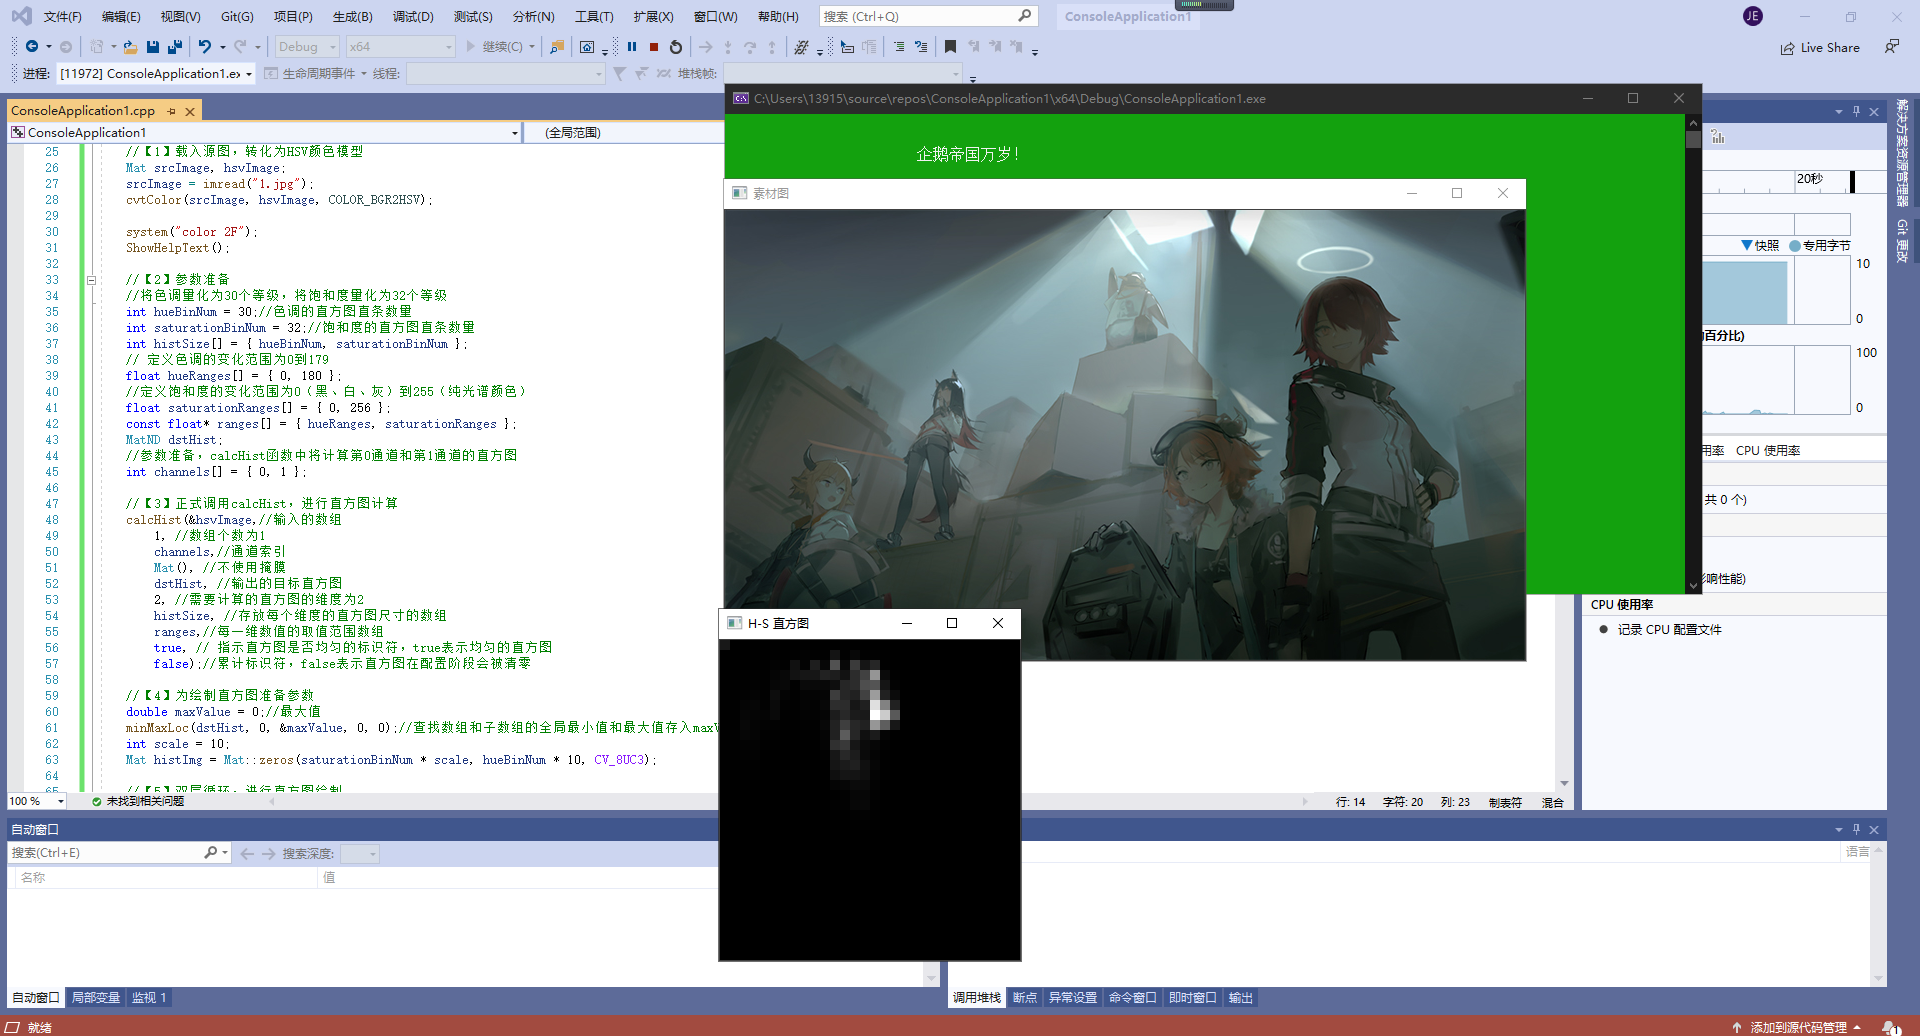 文件(F) 编辑(E) 视图(V) Git(G) 项目(P) 生成(B) 调试(D) 测试(S) 分析(N) 工具(T) 扩展(X) 窗口(W) 帮助(H) 搜索 (Ctrl+Q) ConsoleApplication1 JE
Debug x64 继续(C) Live Share
进程: [11972] ConsoleApplication1.ex 生命周期事件 线程: 堆栈帧:
ConsoleApplication1.cpp
ConsoleApplication1 (全局范围)
25 //【1】载入源图，转化为HSV颜色模型
26 Mat srcImage, hsvImage;
27 srcImage = imread("1.jpg");
28 cvtColor(srcImage, hsvImage, COLOR_BGR2HSV);
29
30 system("color 2F");
31 ShowHelpText();
32
33 //【2】参数准备
34 //将色调量化为30个等级，将饱和度量化为32个等级
35 int hueBinNum = 30;//色调的直方图直条数量
36 int saturationBinNum = 32;//饱和度的直方图直条数量
37 int histSize[] = { hueBinNum, saturationBinNum };
38 // 定义色调的变化范围为0到179
39 float hueRanges[] = { 0, 180 };
40 //定义饱和度的变化范围为0（黑、白、灰）到255（纯光谱颜色）
41 float saturationRanges[] = { 0, 256 };
42 const float* ranges[] = { hueRanges, saturationRanges };
43 MatND dstHist;
44 //参数准备，calcHist函数中将计算第0通道和第1通道的直方图
45 int channels[] = { 0, 1 };
46
47 //【3】正式调用calcHist，进行直方图计算
48 calcHist(&hsvImage,//输入的数组
49 1, //数组个数为1
50 channels,//通道索引
51 Mat(), //不使用掩膜
52 dstHist, //输出的目标直方图
53 2, //需要计算的直方图的维度为2
54 histSize, //存放每个维度的直方图尺寸的数组
55 ranges,//每一维数值的取值范围数组
56 true, // 指示直方图是否均匀的标识符，true表示均匀的直方图
57 false);//累计标识符，false表示直方图在配置阶段会被清零
58
59 //【4】为绘制直方图准备参数
60 double maxValue = 0;//最大值
61 minMaxLoc(dstHist, 0, &maxValue, 0, 0);//查找数组和子数组的全局最小值和最大值存入maxV
62 int scale = 10;
63 Mat histImg = Mat::zeros(saturationBinNum * scale, hueBinNum * 10, CV_8UC3);
64
65 //【5】双层循环，进行直方图绘制
100 % 未找到相关问题 行: 14 字符: 20 列: 23 制表符 混合
C:\Users\13915\source\repos\ConsoleApplication1\x64\Debug\ConsoleApplication1.exe
企鹅帝国万岁!
素材图
H-S 直方图
20秒
快照 专用字节
10
0
的百分比)
100
0
用率 CPU 使用率
共 0 个)
影响性能)
CPU 使用率
记录 CPU 配置文件
解决方案资源管理器
Git 更改
自动窗口
搜索(Ctrl+E) 搜索深度:
名称 值
语言
自动窗口 局部变量 监视 1
调用堆栈 断点 异常设置 命令窗口 即时窗口 输出
就绪 添加到源代码管理 1